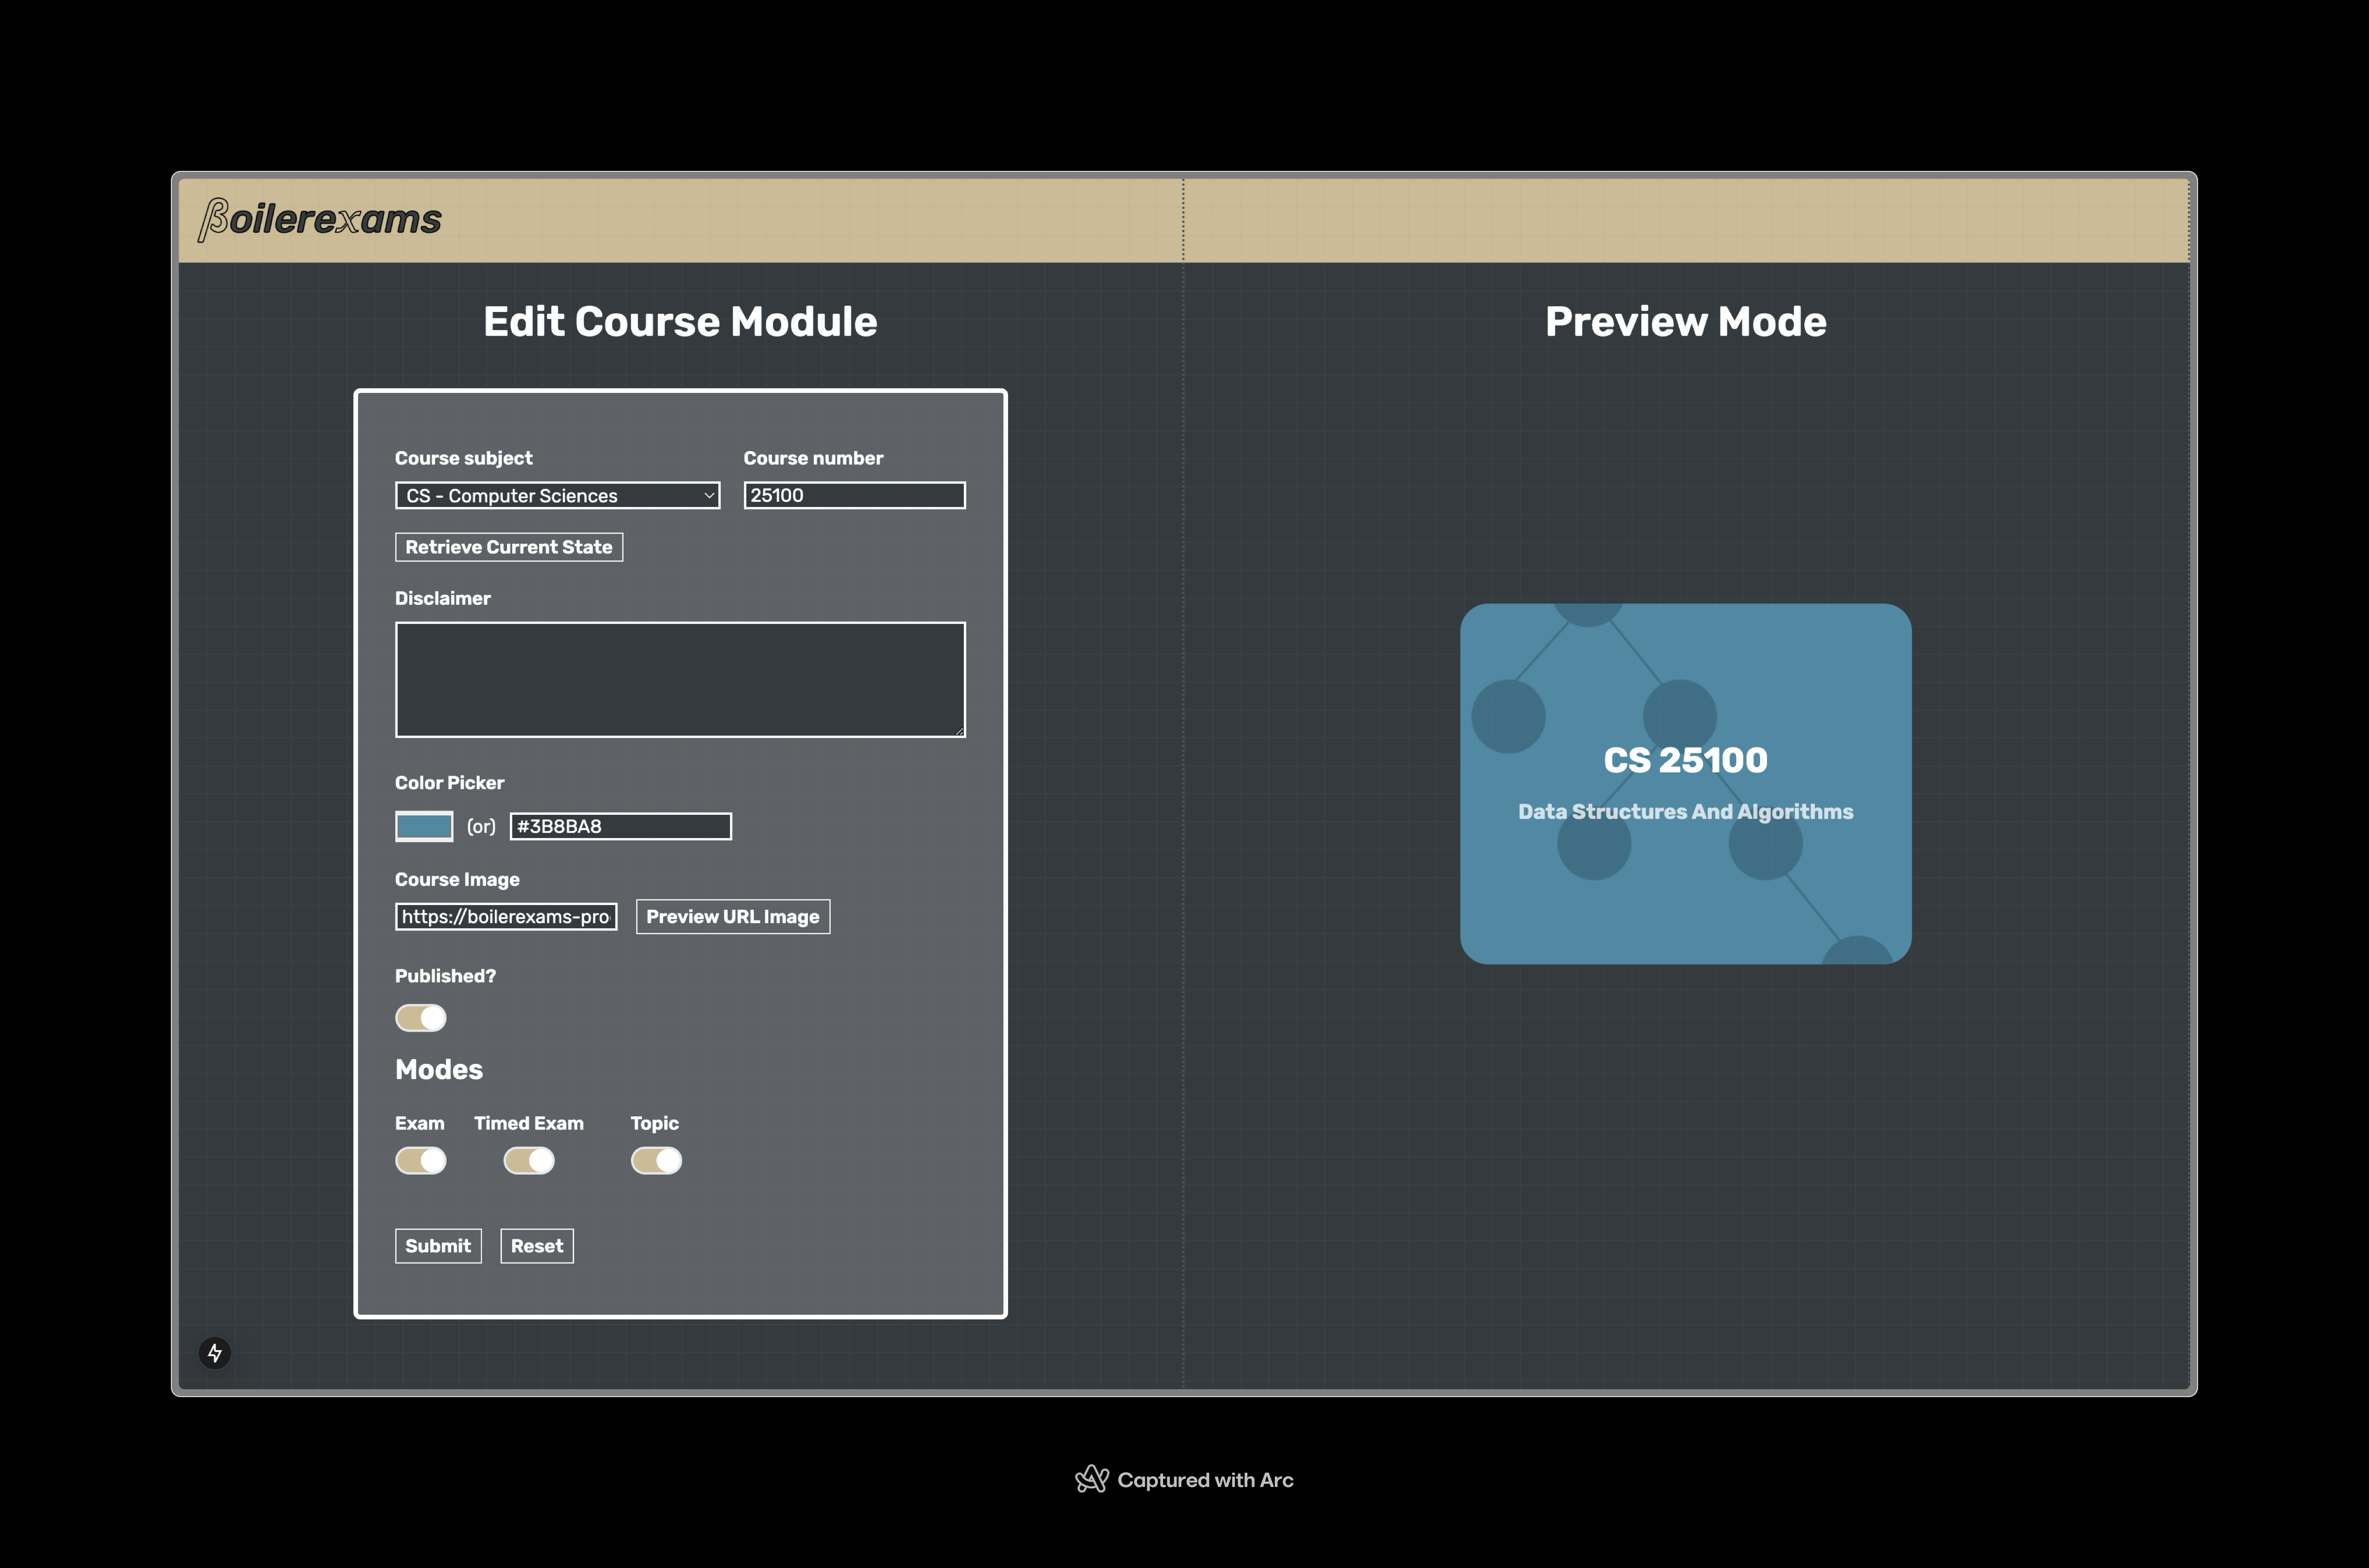 βoilerexams
Edit Course Module
Preview Mode
Course subject
Course number
CS - Computer Sciences
25100
Retrieve Current State
Disclaimer
Color Picker
(or)
#3B8BA8
Course Image
https://boilerexams-pro
Preview URL Image
Published?
Modes
Exam
Timed Exam
Topic
Submit
Reset
CS 25100
Data Structures And Algorithms
Captured with Arc